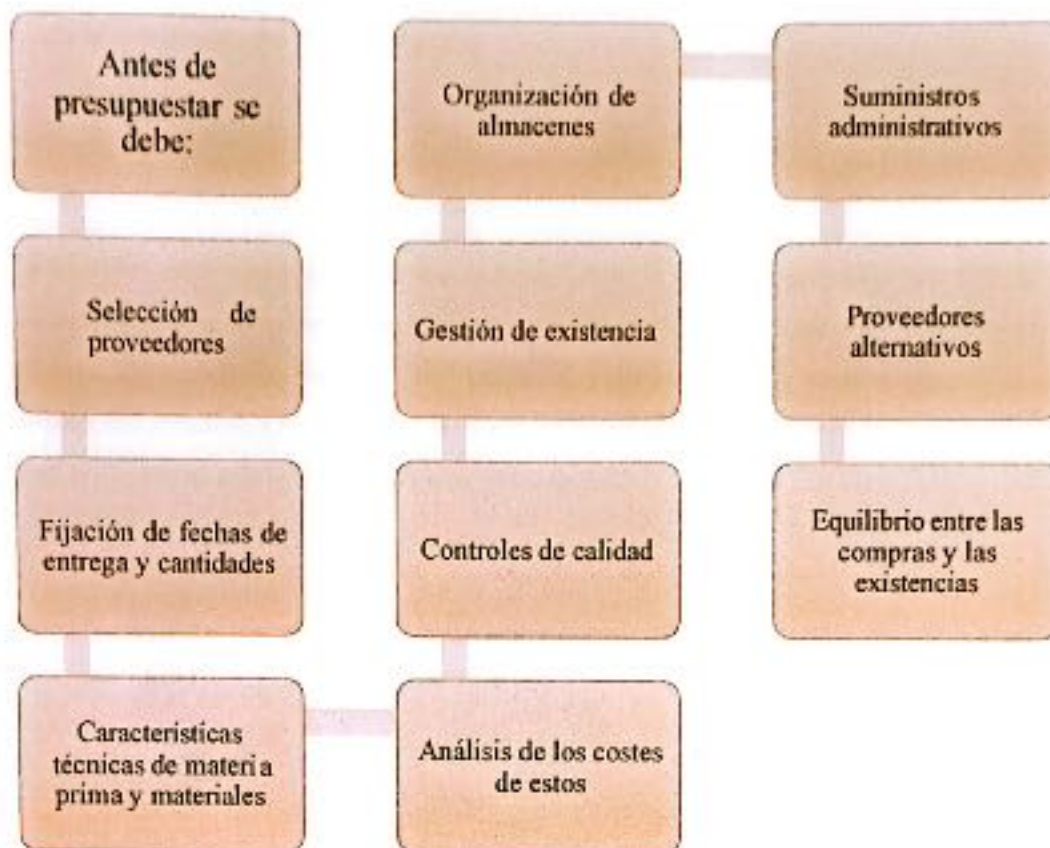 Antes de
presupuestar se
debe:
Selección de
proveedores
Fijación de fechas de
entrega y cantidades
Características
técnicas de materia
prima y materiales
Análisis de los costes
de estos
Controles de calidad
Gestión de existencia
Organización de
almacenes
Suministros
administrativos
Proveedores
alternativos
Equilibrio entre las
compras y las
existencias